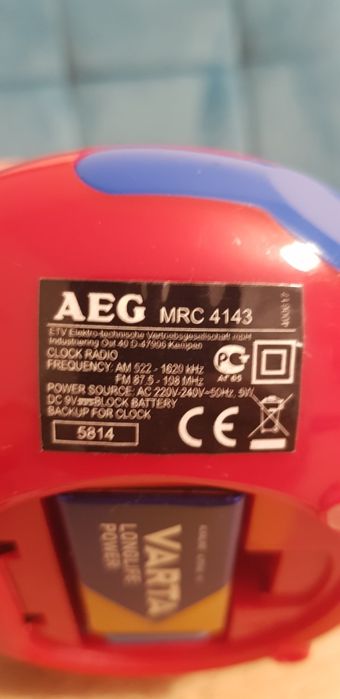 AEG MRC 4143
ETV Elektro-technische Vertriebsgesellschaft mbH
Industriering Ost 40 D-47906 Kempen
CLOCK RADIO
FREQUENCY: AM 522 - 1620 kHz
FM 87.5 - 108 MHz
POWER SOURCE: AC 220V-240V~50Hz, 5W
DC 9V BLOCK BATTERY
BACKUP FOR CLOCK
5814
CE
VARTA
LONGLIFE
POWER